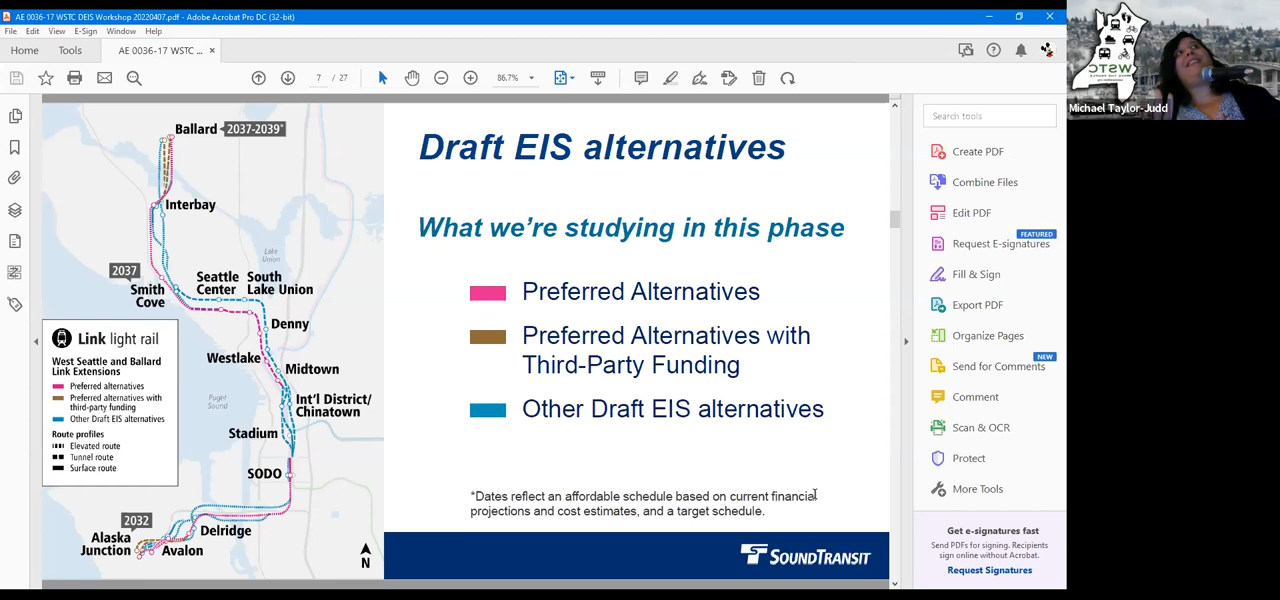 AE 0036-17 WSTC DEIS Workshop 20220407.pdf - Adobe Acrobat Pro DC (32-bit)
File Edit View E-Sign Window Help
Home Tools AE 0036-17 WSTC ... ×
7 / 27 86.7%
Ballard 2037-2039*
Interbay
Lake
Union
2037
Smith
Cove
Seattle
Center
South
Lake Union
Denny
Westlake
Midtown
Puget
Sound
Int'l District/
Chinatown
Stadium
SODO
2032
Alaska
Junction
Avalon
Delridge
N
Link light rail
West Seattle and Ballard
Link Extensions
Preferred alternatives
Preferred alternatives with
third-party funding
Other Draft EIS alternatives
Route profiles
Elevated route
Tunnel route
Surface route
Draft EIS alternatives
What we're studying in this phase
Preferred Alternatives
Preferred Alternatives with
Third-Party Funding
Other Draft EIS alternatives
*Dates reflect an affordable schedule based on current financial
projections and cost estimates, and a target schedule.
SOUNDTRANSIT
Search tools
Create PDF
Combine Files
Edit PDF
FEATURED
Request E-signatures
Fill & Sign
Export PDF
Organize Pages
NEW
Send for Comments
Comment
Scan & OCR
Protect
More Tools
Get e-signatures fast
Send PDFs for signing. Recipients
sign online without Acrobat.
Request Signatures
WSTC
Michael Taylor-Judd